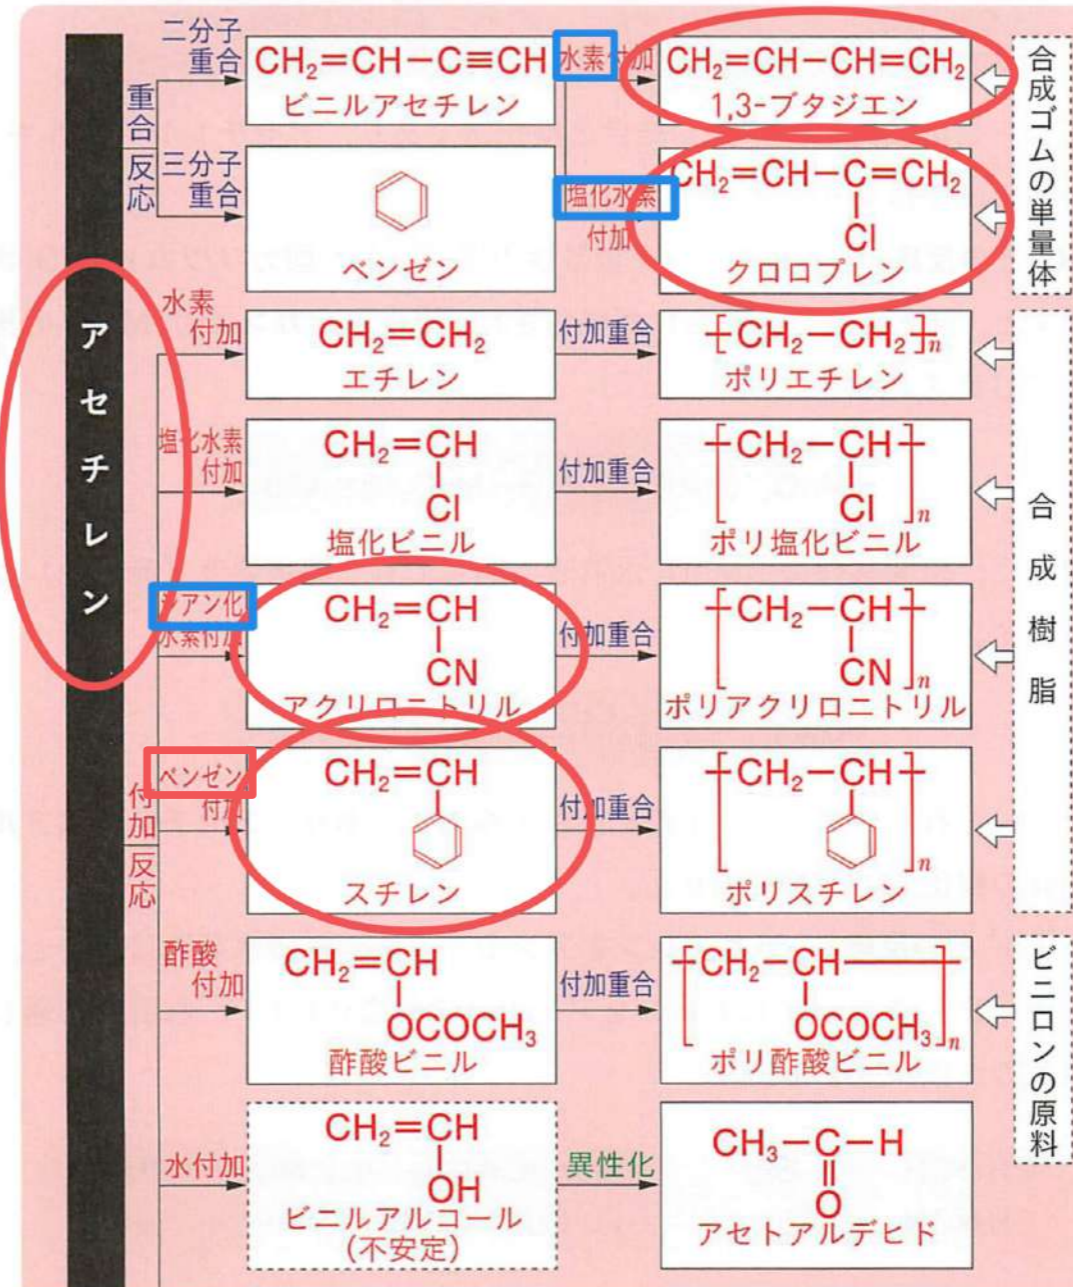 アセチレン
重合反応
二分子
重合
CH₂=CH−C≡CH
ビニルアセチレン
水素付加
CH₂=CH−CH=CH₂
1,3-ブタジエン
三分子
重合
ベンゼン
塩化水素
付加
CH₂=CH−C=CH₂
Cl
クロロプレン
合成ゴムの単量体
付加反応
水素
付加
CH₂=CH₂
エチレン
付加重合
[CH₂−CH₂]n
ポリエチレン
塩化水素
付加
CH₂=CH
Cl
塩化ビニル
付加重合
[CH₂−CH]n
Cl
ポリ塩化ビニル
シアン化
水素付加
CH₂=CH
CN
アクリロニトリル
付加重合
[CH₂−CH]n
CN
ポリアクリロニトリル
ベンゼン
付加
CH₂=CH
スチレン
付加重合
[CH₂−CH]n
ポリスチレン
合成樹脂
酢酸
付加
CH₂=CH
OCOCH₃
酢酸ビニル
付加重合
[CH₂−CH]n
OCOCH₃
ポリ酢酸ビニル
ビニロンの原料
水付加
CH₂=CH
OH
ビニルアルコール
(不安定)
異性化
CH₃−C−H
O
アセトアルデヒド